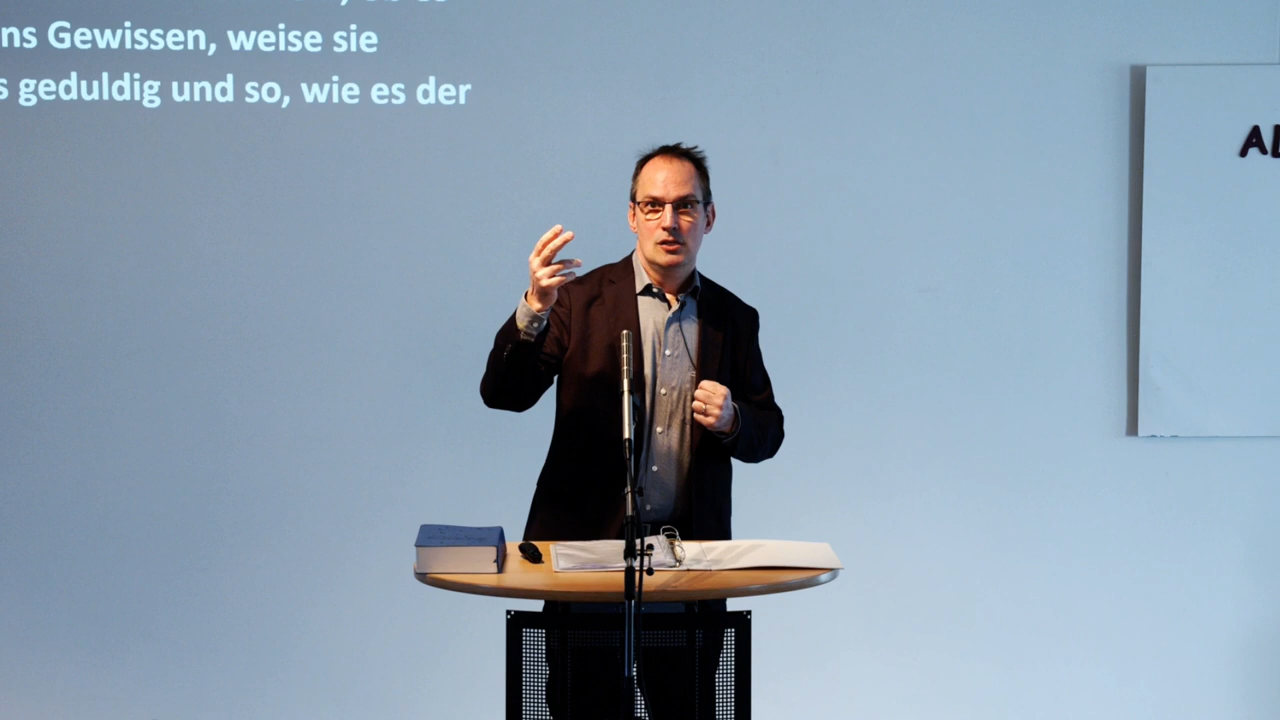 ns Gewissen, weise sie
s geduldig und so, wie es der